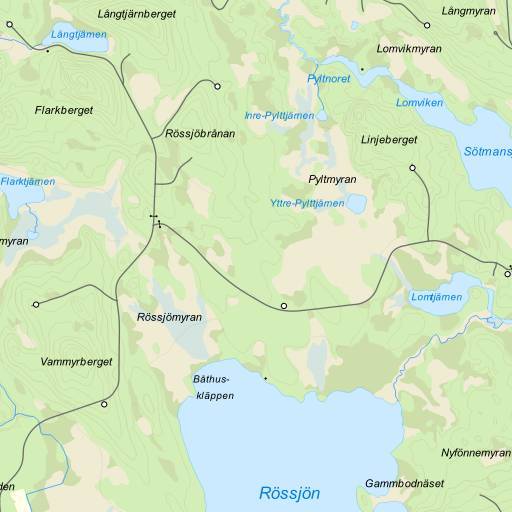 Långtjärnberget
Långmyran
Långtjärnen
Lomvikmyran
Pyltnoret
Lomviken
Flarkberget
Inre-Pylttjärnen
Rössjöbrånan
Linjeberget
Sötmans
Flarktjärnen
Pyltmyran
Yttre-Pylttjärnen
myran
Lomtjärnen
Rössjömyran
Vammyrberget
Båthus-
kläppen
Nyfönnemyran
Gammbodnäset
den
Rössjön